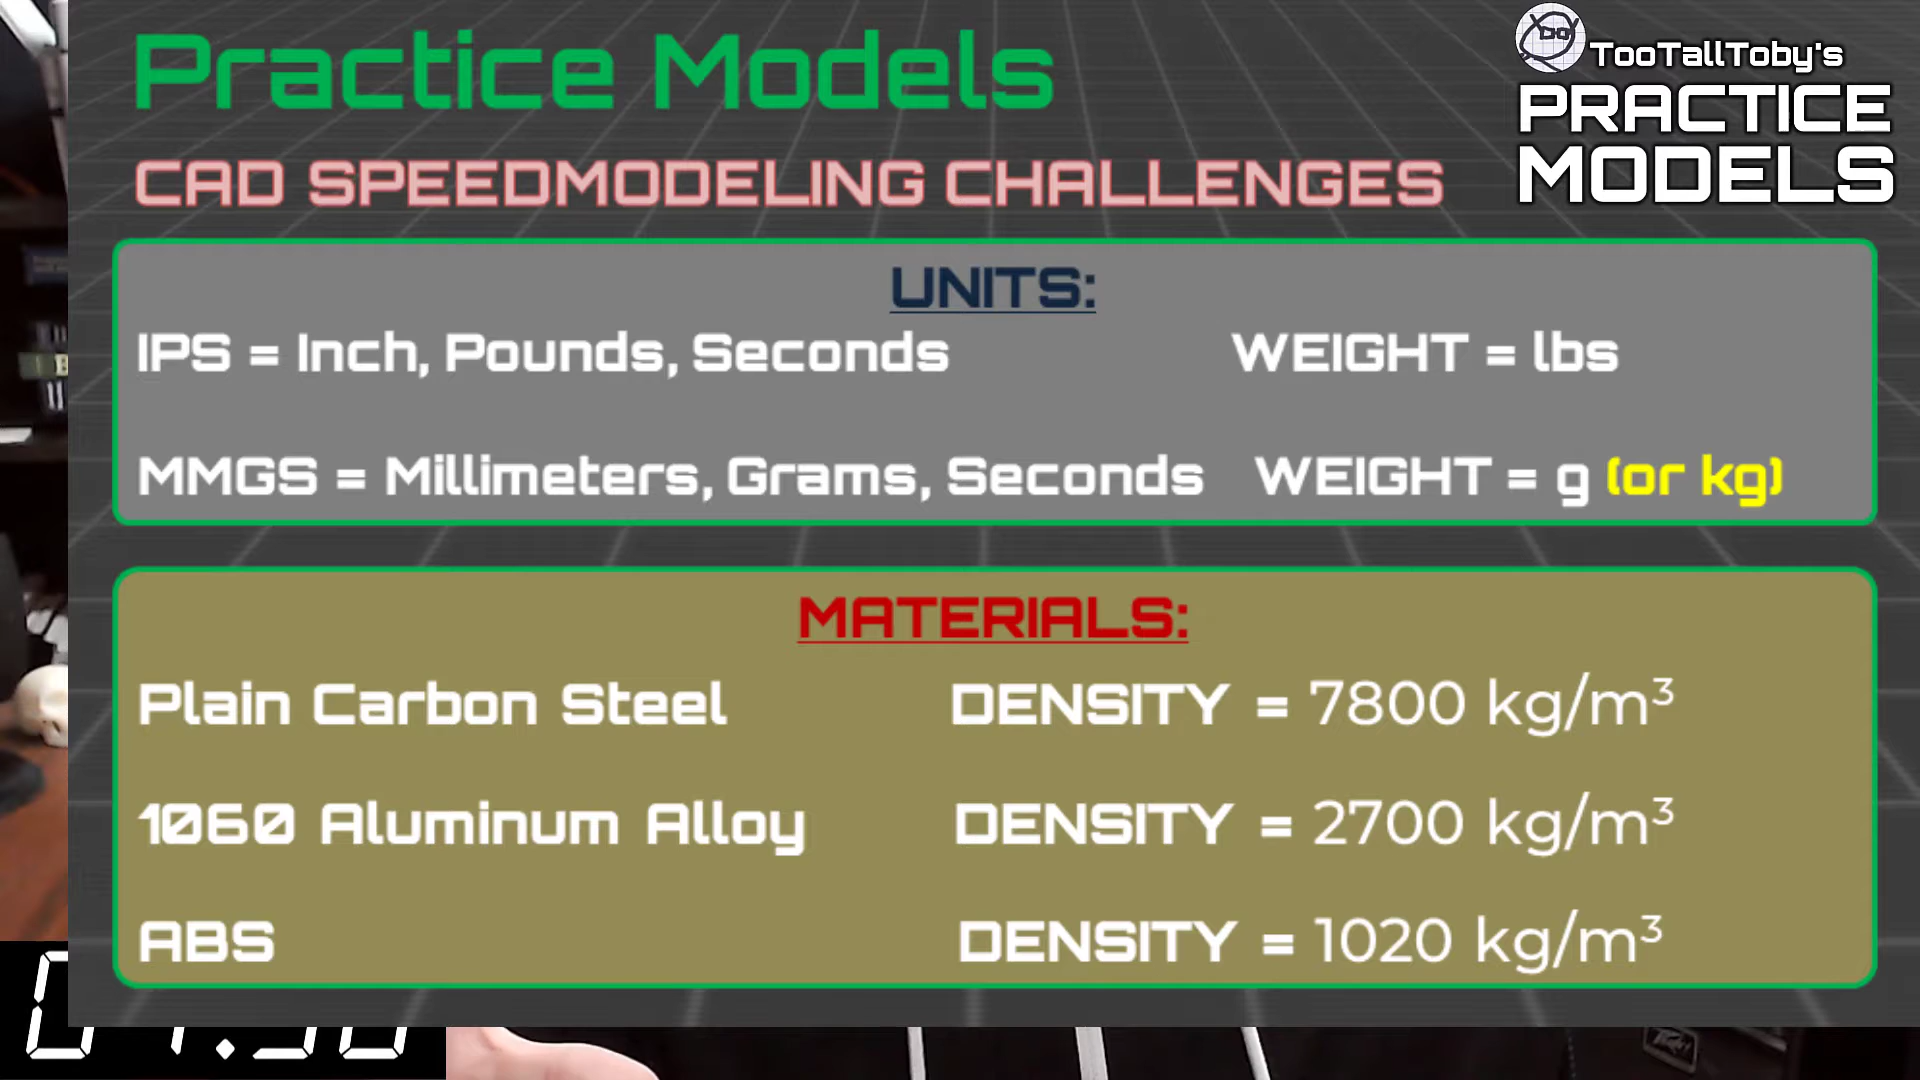 Practice Models
CAD SPEEDMODELING CHALLENGES
TooTallToby's
PRACTICE
MODELS
UNITS:
IPS = Inch, Pounds, Seconds WEIGHT = lbs
MMGS = Millimeters, Grams, Seconds WEIGHT = g (or kg)
MATERIALS:
Plain Carbon Steel DENSITY = 7800 kg/m³
1060 Aluminum Alloy DENSITY = 2700 kg/m³
ABS DENSITY = 1020 kg/m³